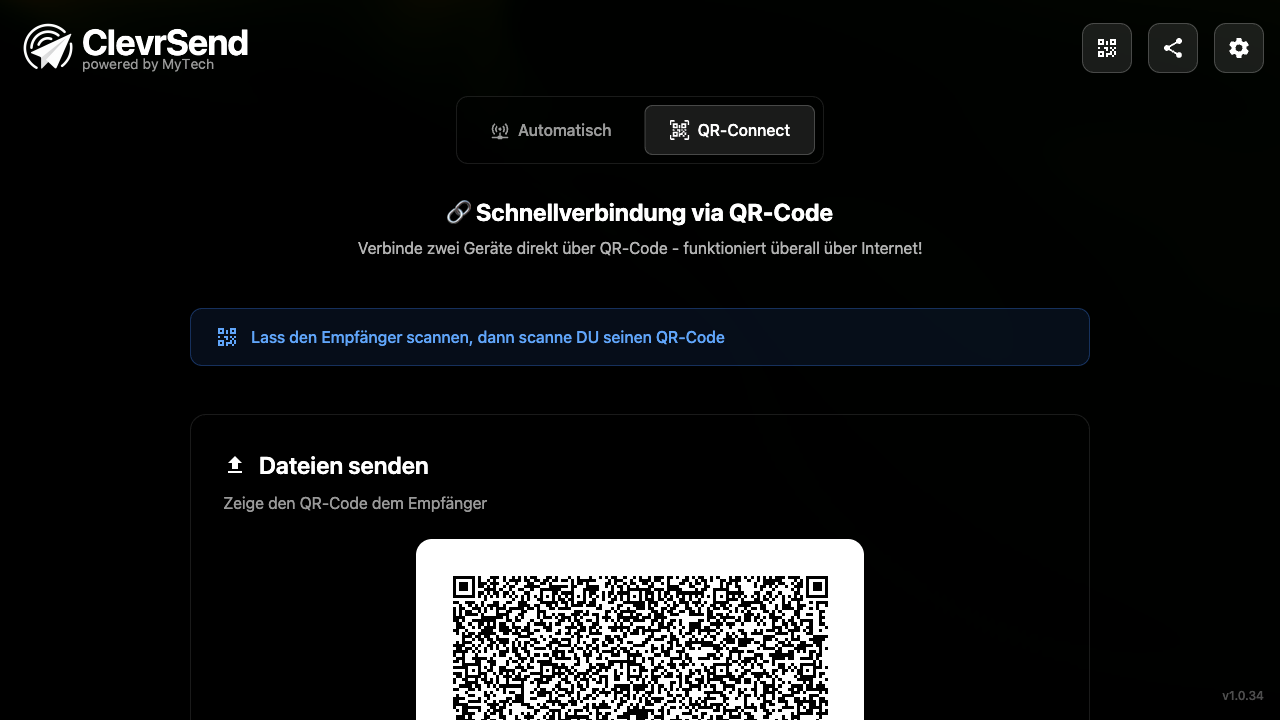 ClevrSend
powered by MyTech
Automatisch
QR-Connect
Schnellverbindung via QR-Code
Verbinde zwei Geräte direkt über QR-Code - funktioniert überall über Internet!
Lass den Empfänger scannen, dann scanne DU seinen QR-Code
Dateien senden
Zeige den QR-Code dem Empfänger
v1.0.34